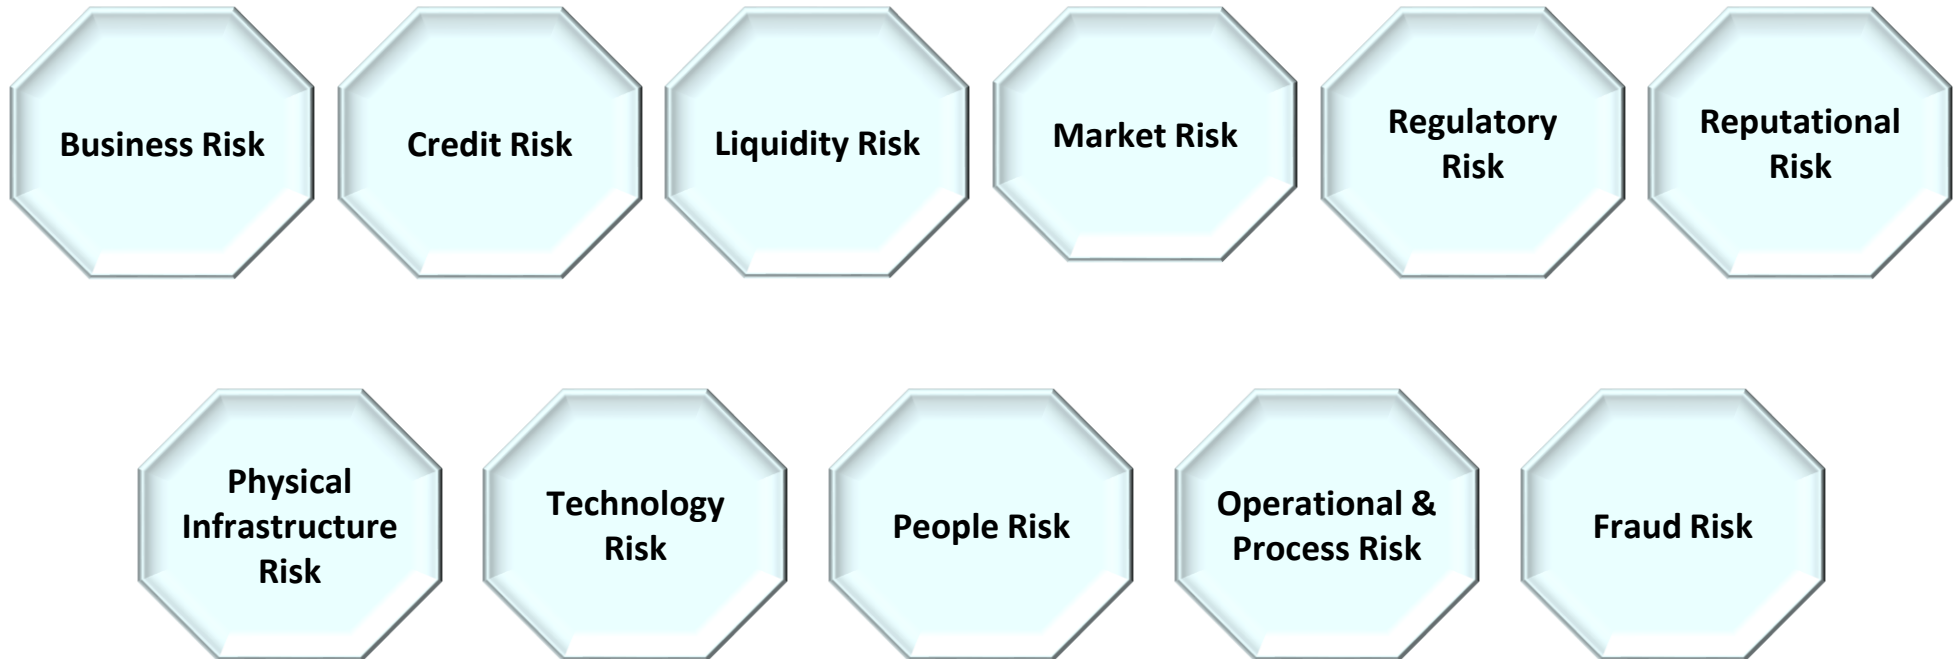 Business Risk
Credit Risk
Liquidity Risk
Market Risk
Regulatory
Risk
Reputational
Risk
Physical
Infrastructure
Risk
Technology
Risk
People Risk
Operational &
Process Risk
Fraud Risk